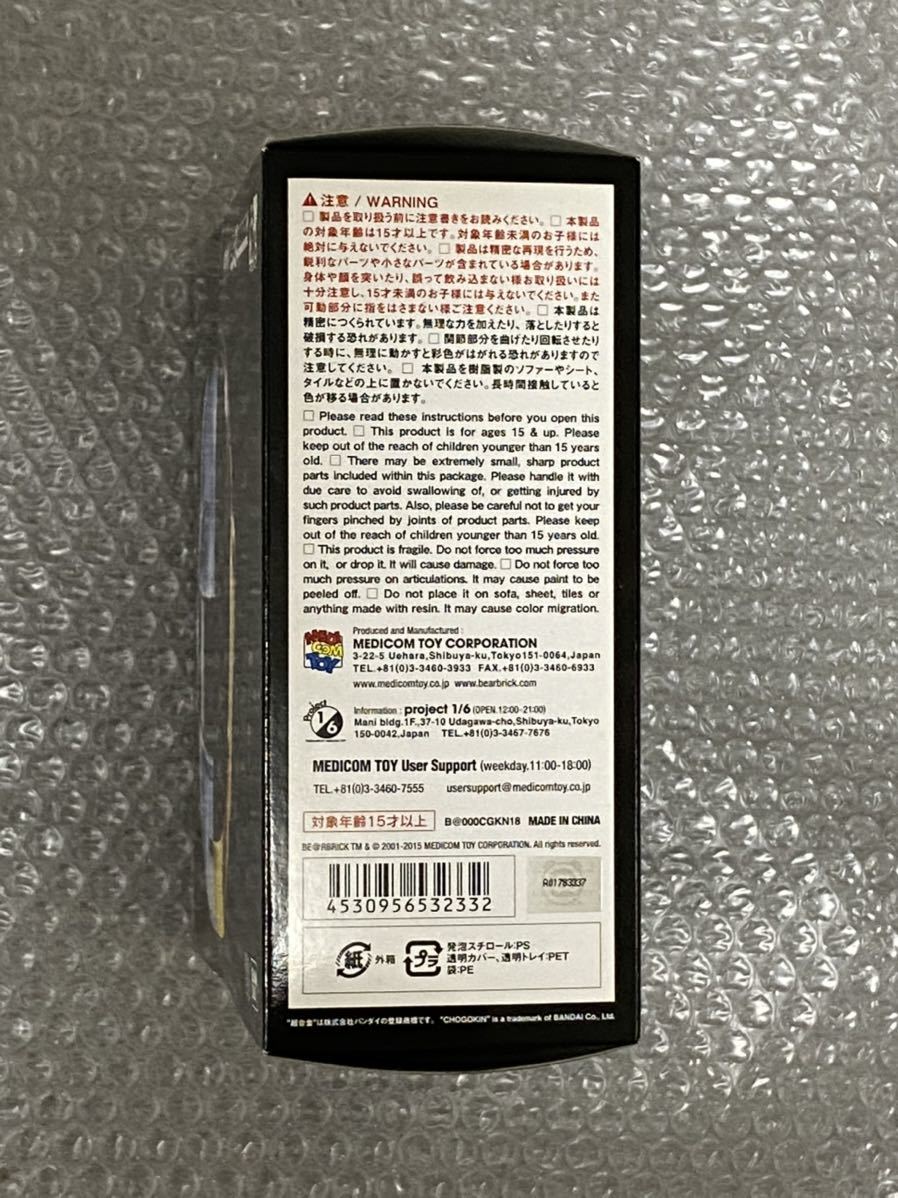 注意 / WARNING
□ 製品を取り扱う前に注意書きをお読みください。□ 本製品
の対象年齢は15才以上です。対象年齢未満のお子様には
絶対に与えないでください。□ 製品は精密な再現を行うため、
鋭利なパーツや小さなパーツが含まれている場合があります。
身体や顔を突いたり、誤って飲み込まない様お取り扱いには
十分注意し、15才未満のお子様には与えないでください。また
可動部分に指をはさまない様ご注意ください。□ 本製品は
精密につくられています。無理な力を加えたり、落としたりすると
破損する恐れがあります。□ 関節部分を曲げたり回転させたり
する時に、無理に動かすと彩色がはがれる恐れがありますので
注意してください。□ 本製品を樹脂製のソファーやシート、
タイルなどの上に置かないでください。長時間接触していると
色が移る場合があります。
□ Please read these instructions before you open this
product. □ This product is for ages 15 & up. Please
keep out of the reach of children younger than 15 years
old. □ There may be extremely small, sharp product
parts included within this package. Please handle it with
due care to avoid swallowing of, or getting injured by
such product parts. Also, please be careful not to get your
fingers pinched by joints of product parts. Please keep
out of the reach of children younger than 15 years old.
□ This product is fragile. Do not force too much pressure
on it, or drop it. It will cause damage. □ Do not force too
much pressure on articulations. It may cause paint to be
peeled off. □ Do not place it on sofa, sheet, tiles or
anything made with resin. It may cause color migration.
MEDI COM TOY
Produced and Manufactured :
MEDICOM TOY CORPORATION
3-22-5 Uehara,Shibuya-ku,Tokyo151-0064,Japan
TEL.+81(0)3-3460-3933 FAX.+81(0)3-3460-6933
www.medicomtoy.co.jp www.bearbrick.com
Project 1/6
Information : project 1/6 (OPEN.12:00-21:00)
Mani bldg.1F.,37-10 Udagawa-cho,Shibuya-ku,Tokyo
150-0042,Japan TEL.+81(0)3-3467-7676
MEDICOM TOY User Support (weekday.11:00-18:00)
TEL.+81(0)3-3460-7555 usersupport@medicomtoy.co.jp
対象年齢15才以上 B@000CGKN18 MADE IN CHINA
BE@RBRICK TM & © 2001-2015 MEDICOM TOY CORPORATION. All rights reserved.
4530956532332
R01783337
紙 外箱
プラ
発泡スチロール:PS
透明カバー、透明トレイ:PET
袋:PE
"超合金"は株式会社バンダイの登録商標です。"CHOGOKIN" is a trademark of BANDAI Co., Ltd.